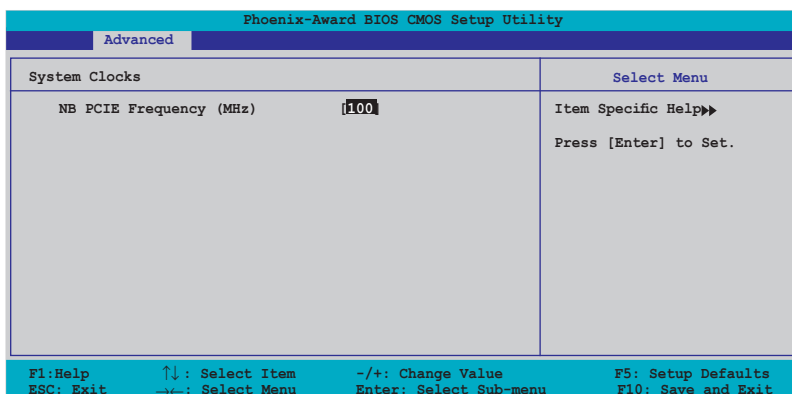 Phoenix-Award BIOS CMOS Setup Utility
Advanced
System Clocks
Select Menu
NB PCIE Frequency (MHz) [100]
Item Specific Help▶▶
Press [Enter] to Set.
F1:Help ↑↓: Select Item -/+: Change Value F5: Setup Defaults
ESC: Exit →←: Select Menu Enter: Select Sub-menu F10: Save and Exit